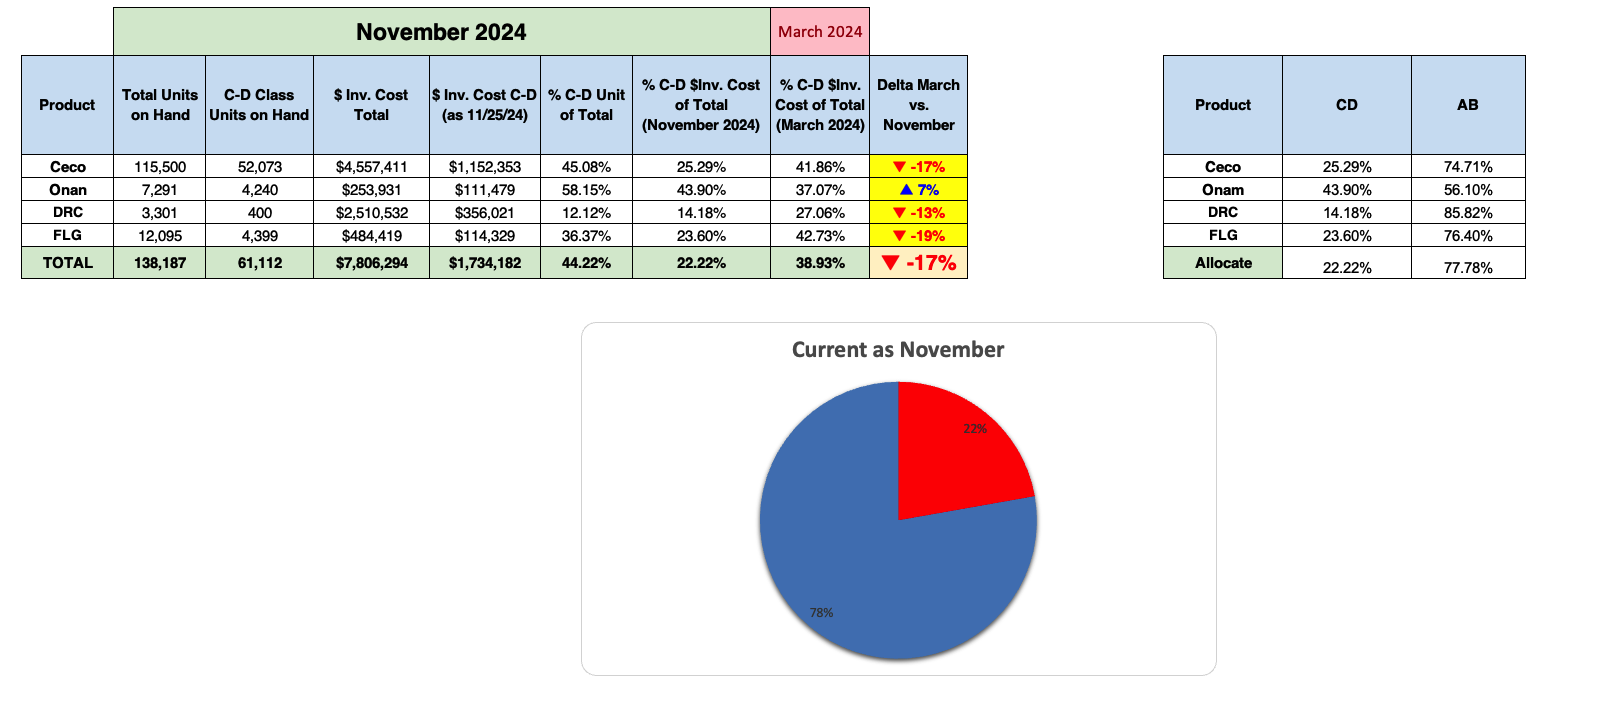 November 2024 March 2024
Product Total Units on Hand C-D Class Units on Hand $ Inv. Cost Total $ Inv. Cost C-D (as 11/25/24) % C-D Unit of Total % C-D $Inv. Cost of Total (November 2024) % C-D $Inv. Cost of Total (March 2024) Delta March vs. November
Ceco 115,500 52,073 $4,557,411 $1,152,353 45.08% 25.29% 41.86% ▼ -17%
Onan 7,291 4,240 $253,931 $111,479 58.15% 43.90% 37.07% ▲ 7%
DRC 3,301 400 $2,510,532 $356,021 12.12% 14.18% 27.06% ▼ -13%
FLG 12,095 4,399 $484,419 $114,329 36.37% 23.60% 42.73% ▼ -19%
TOTAL 138,187 61,112 $7,806,294 $1,734,182 44.22% 22.22% 38.93% ▼ -17%
Product CD AB
Ceco 25.29% 74.71%
Onam 43.90% 56.10%
DRC 14.18% 85.82%
FLG 23.60% 76.40%
Allocate 22.22% 77.78%
Current as November
22%
78%